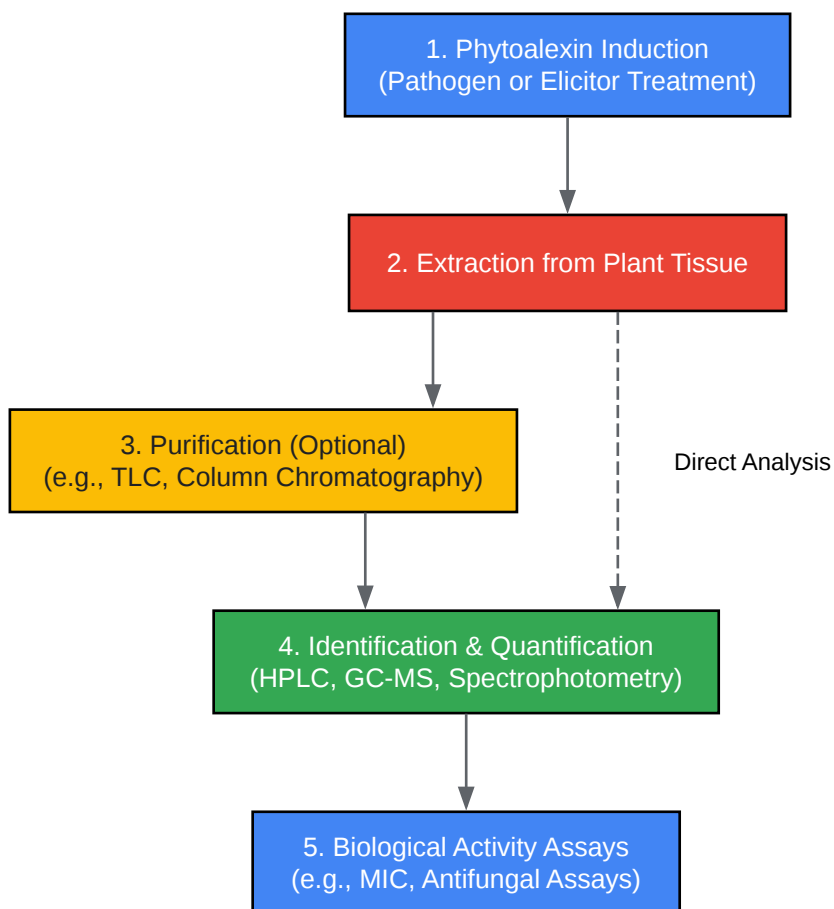 1. Phytoalexin Induction
(Pathogen or Elicitor Treatment)
2. Extraction from Plant Tissue
3. Purification (Optional)
(e.g., TLC, Column Chromatography)
Direct Analysis
4. Identification & Quantification
(HPLC, GC-MS, Spectrophotometry)
5. Biological Activity Assays
(e.g., MIC, Antifungal Assays)